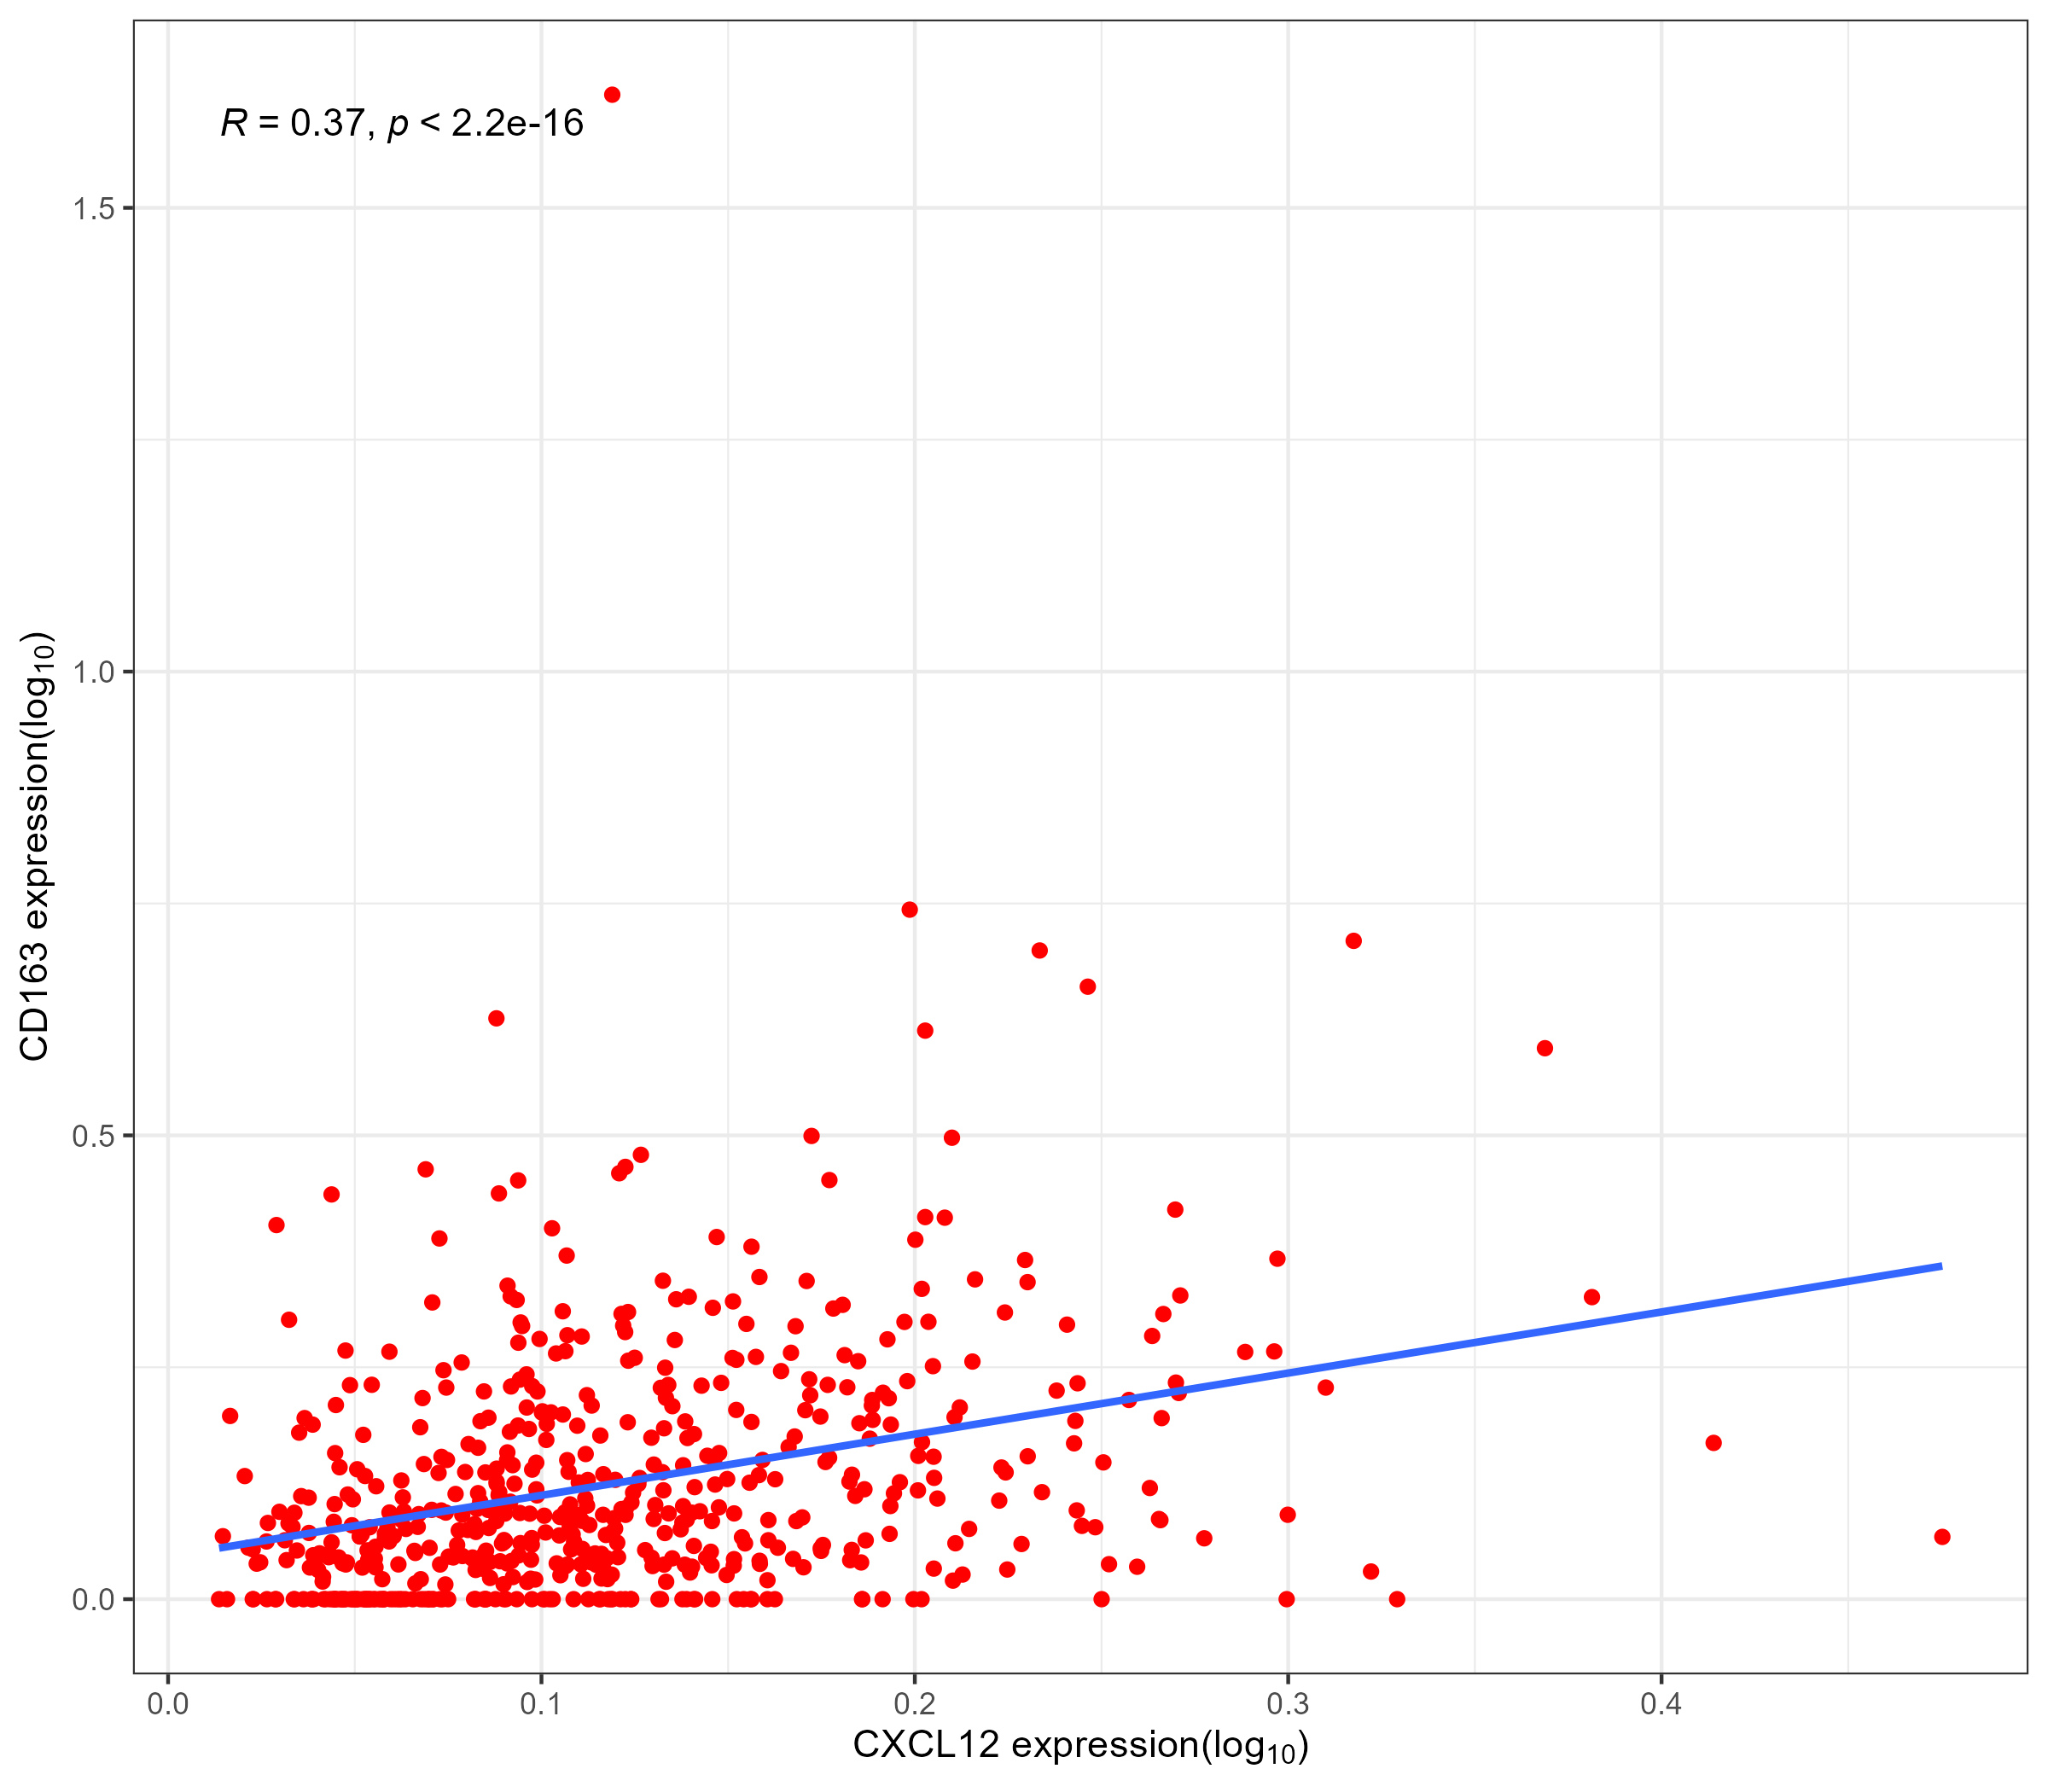 R = 0.37, p < 2.2e-16
1.5
1.0
0.5
0.0
CD163 expression(log₁₀)
0.0 0.1 0.2 0.3 0.4
CXCL12 expression(log₁₀)